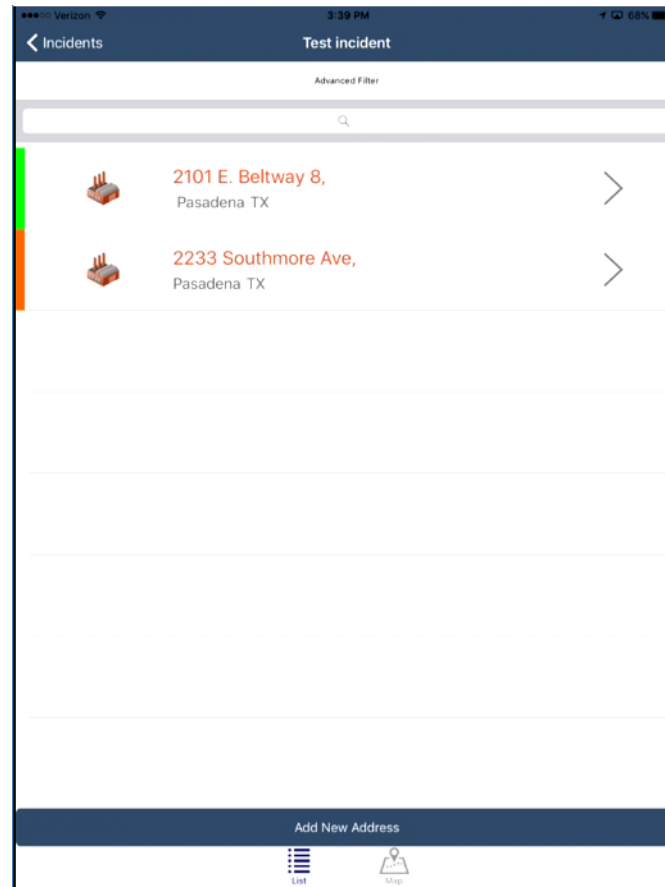 ●●●○○ Verizon 3:39 PM 68%
Incidents Test incident
Advanced Filter
2101 E. Beltway 8,
Pasadena TX
2233 Southmore Ave,
Pasadena TX
Add New Address
List Map